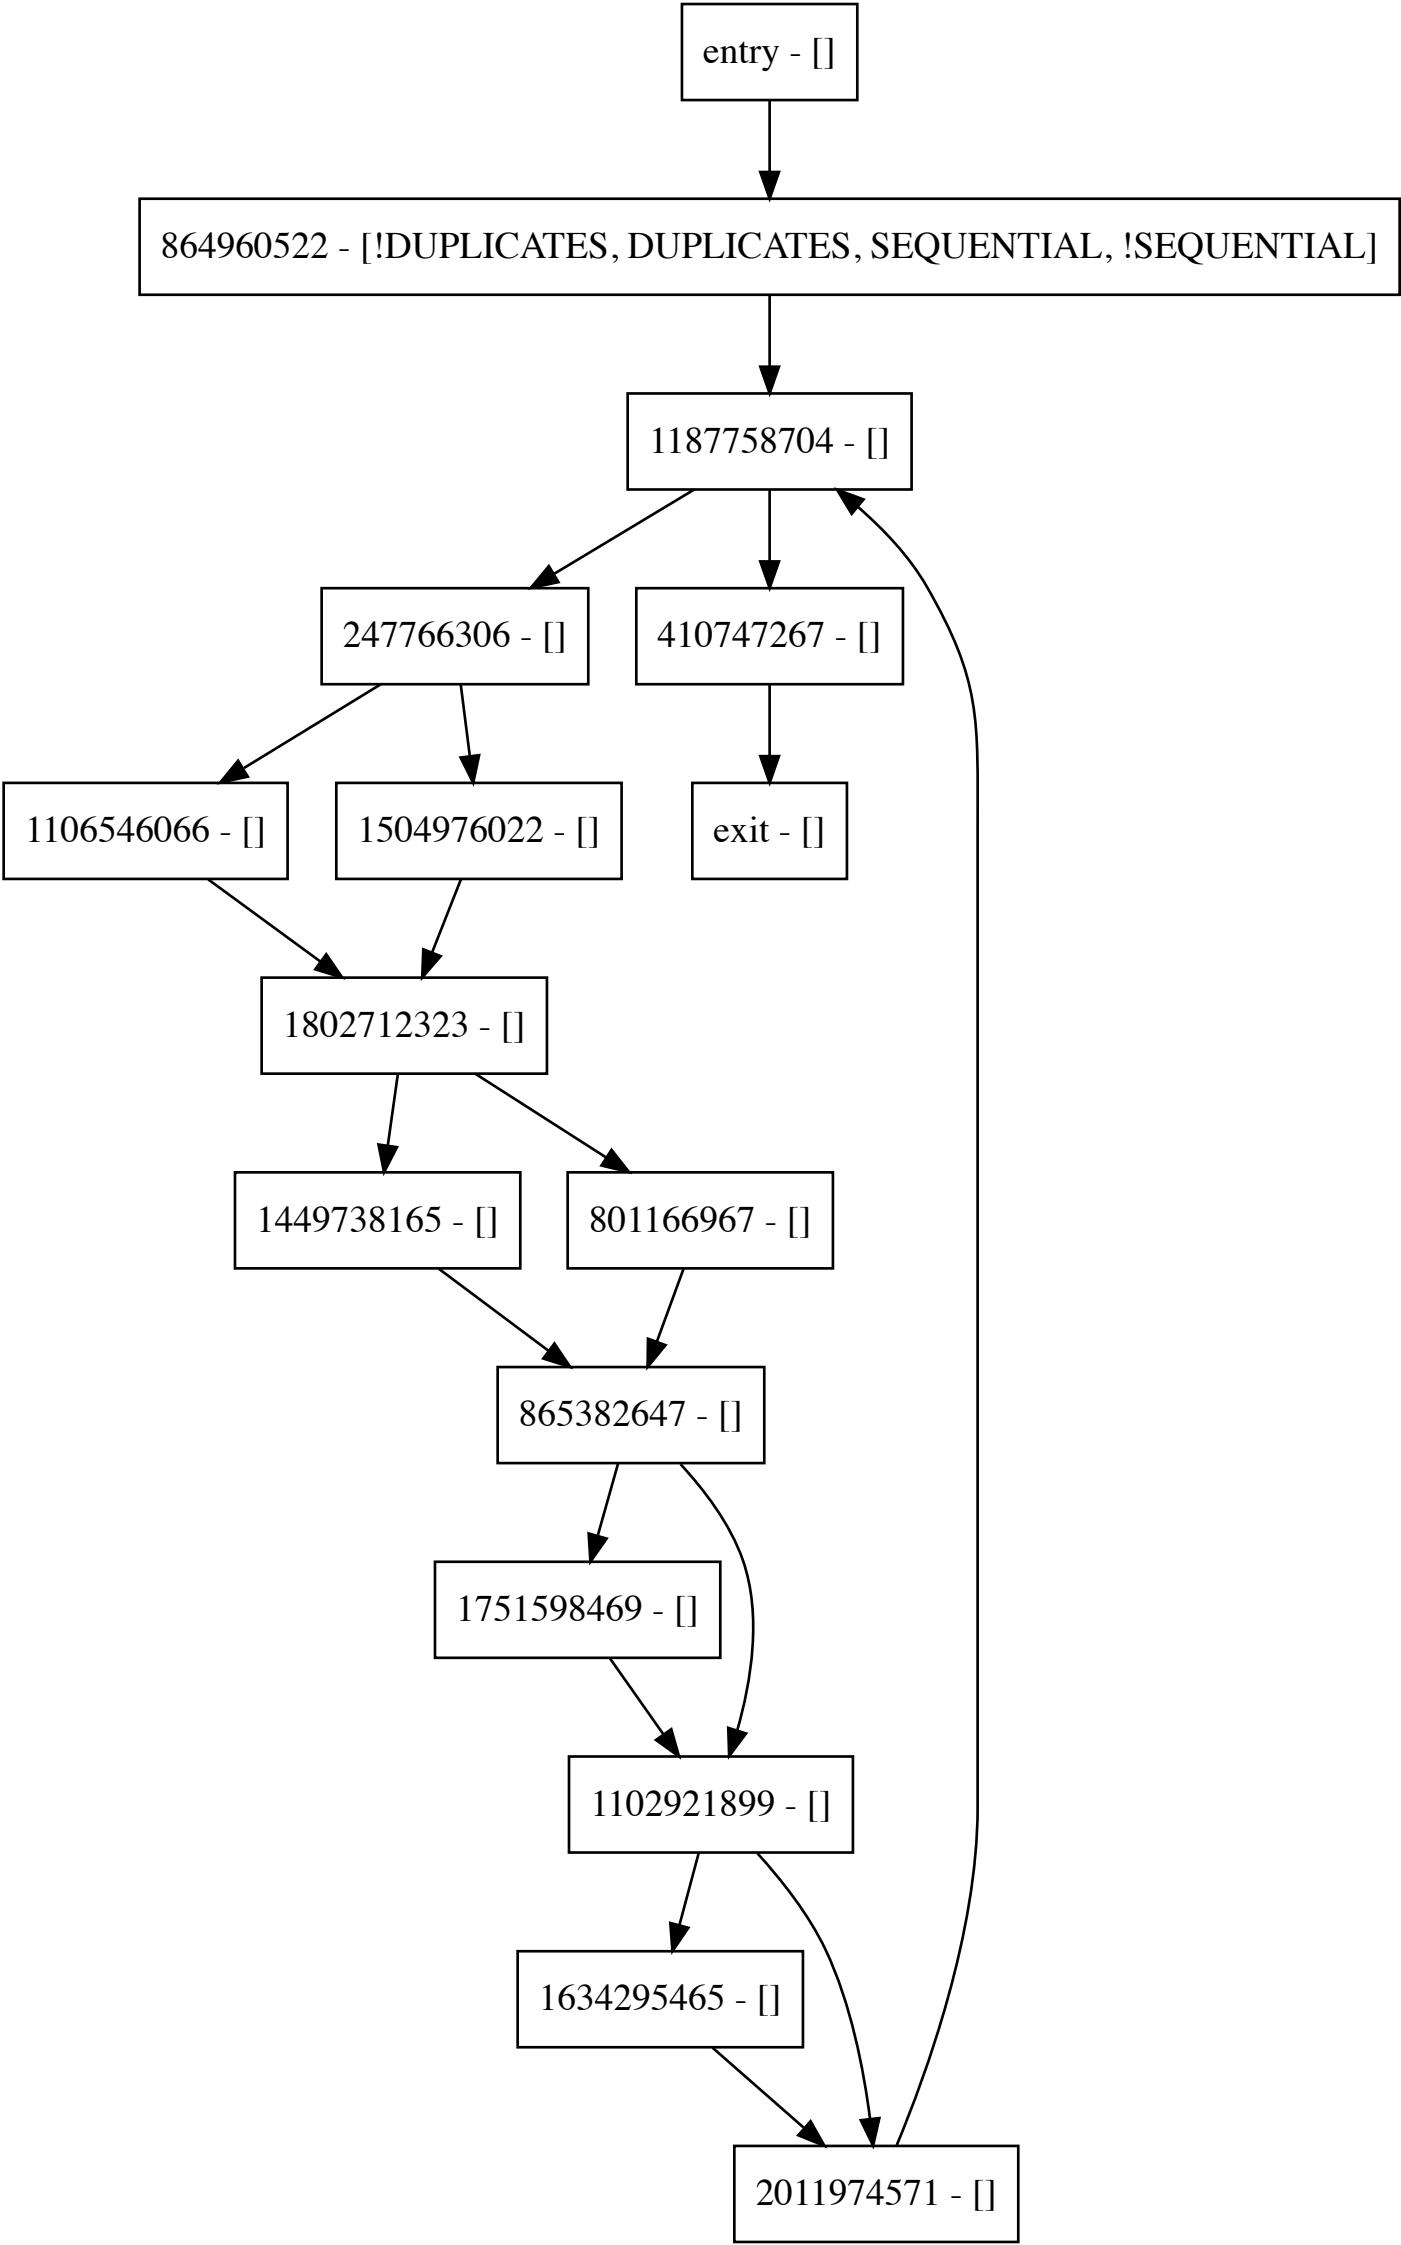 entry - []
864960522 - [!DUPLICATES, DUPLICATES, SEQUENTIAL, !SEQUENTIAL]
1187758704 - []
247766306 - []
410747267 - []
1106546066 - []
1504976022 - []
exit - []
1802712323 - []
1449738165 - []
801166967 - []
865382647 - []
1751598469 - []
1102921899 - []
1634295465 - []
2011974571 - []